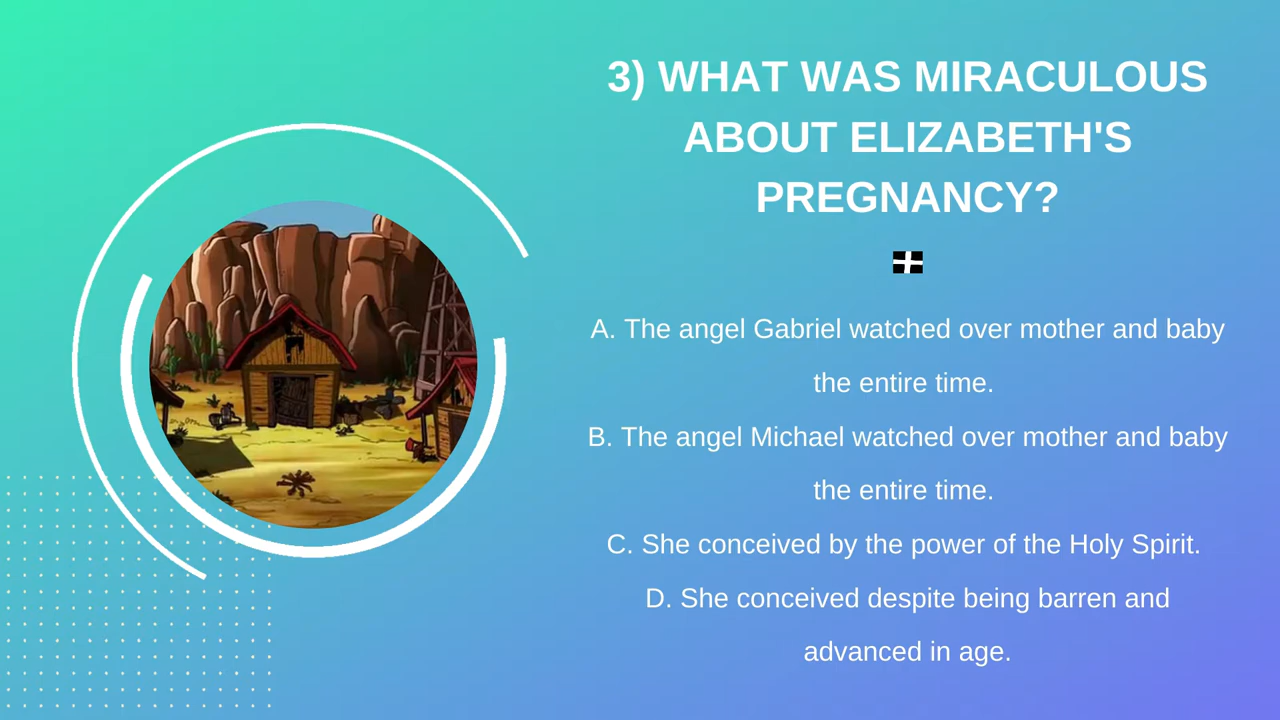 3) WHAT WAS MIRACULOUS
ABOUT ELIZABETH'S
PREGNANCY?
A. The angel Gabriel watched over mother and baby
the entire time.
B. The angel Michael watched over mother and baby
the entire time.
C. She conceived by the power of the Holy Spirit.
D. She conceived despite being barren and
advanced in age.